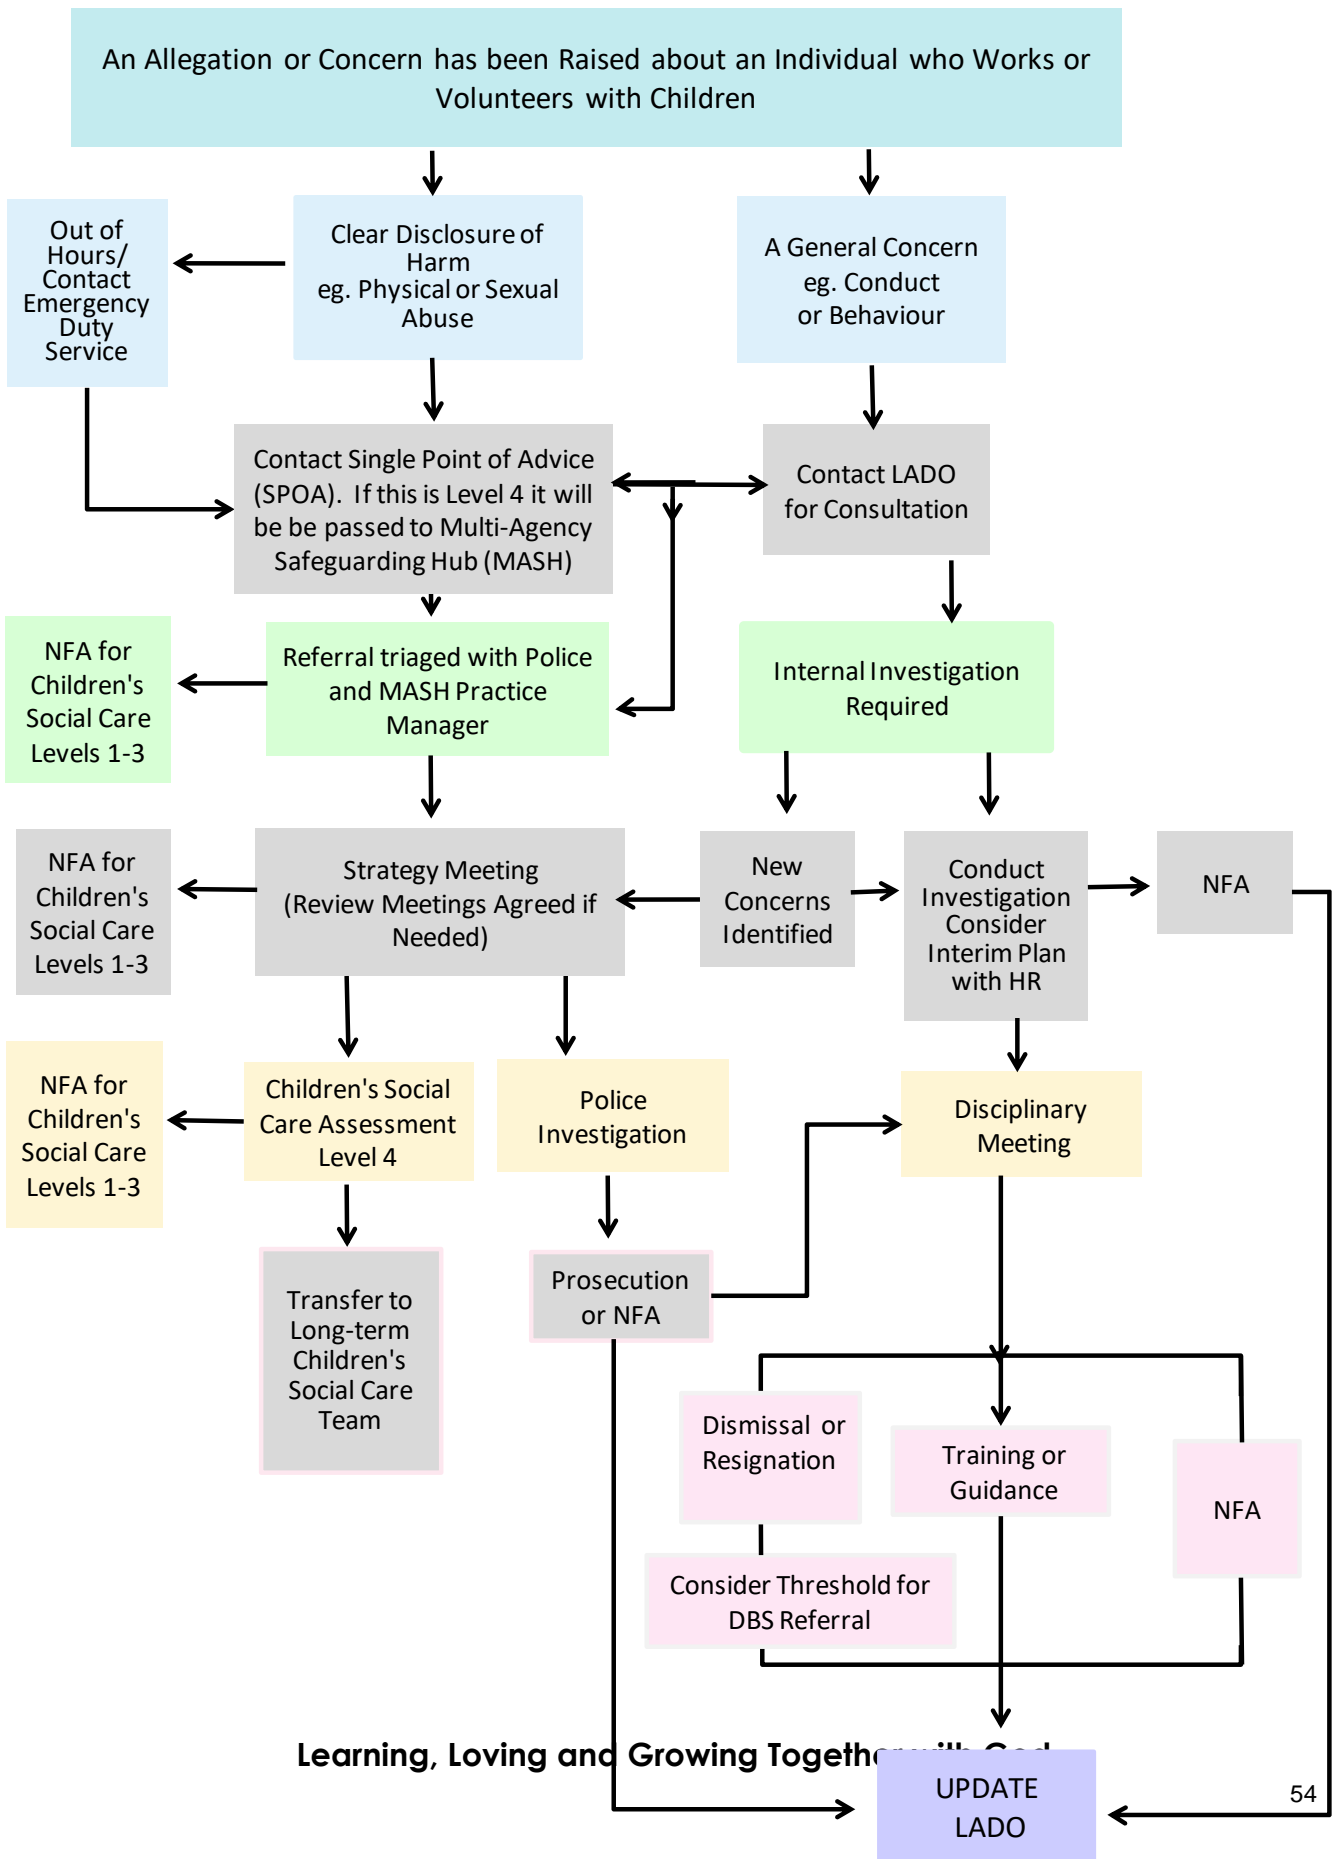 An Allegation or Concern has been Raised about an Individual who Works or
Volunteers with Children
Out of
Hours/
Contact
Emergency
Duty
Service
Clear Disclosure of
Harm
eg. Physical or Sexual
Abuse
A General Concern
eg. Conduct
or Behaviour
Contact Single Point of Advice
(SPOA). If this is Level 4 it will
be be passed to Multi-Agency
Safeguarding Hub (MASH)
Contact LADO
for Consultation
NFA for
Children's
Social Care
Levels 1-3
Referral triaged with Police
and MASH Practice
Manager
Internal Investigation
Required
NFA for
Children's
Social Care
Levels 1-3
Strategy Meeting
(Review Meetings Agreed if
Needed)
New
Concerns
Identified
Conduct
Investigation
Consider
Interim Plan
with HR
NFA
NFA for
Children's
Social Care
Levels 1-3
Children's Social
Care Assessment
Level 4
Police
Investigation
Disciplinary
Meeting
Transfer to
Long-term
Children's
Social Care
Team
Prosecution
or NFA
Dismissal or
Resignation
Training or
Guidance
NFA
Consider Threshold for
DBS Referral
Learning, Loving and Growing Together with God
UPDATE
LADO
54